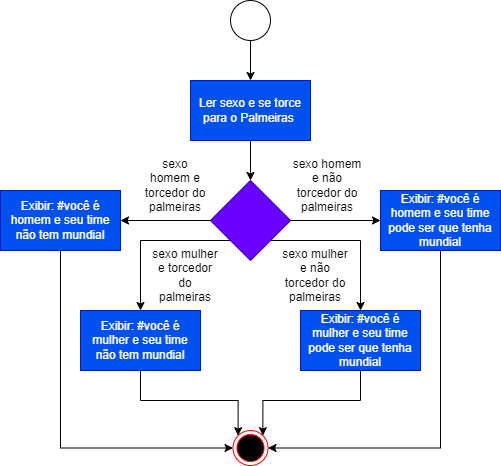 Ler sexo e se torce
para o Palmeiras
sexo
homem e
torcedor do
palmeiras
sexo homem
e não
torcedor do
palmeiras
Exibir: #você é
homem e seu time
não tem mundial
Exibir: #você é
homem e seu time
pode ser que tenha
mundial
sexo mulher
e torcedor
do
palmeiras
sexo mulher
e não
torcedor do
palmeiras
Exibir: #você é
mulher e seu time
não tem mundial
Exibir: #você é
mulher e seu time
pode ser que tenha
mundial